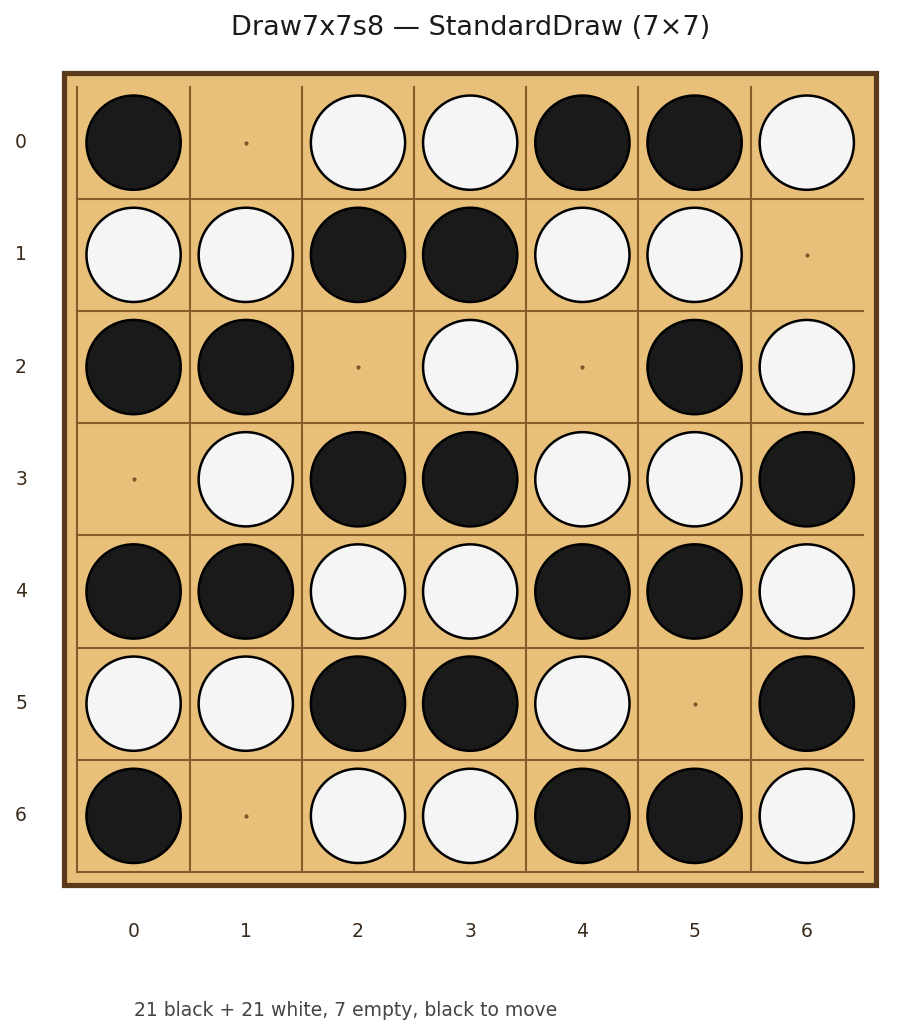 Draw7x7s8 — StandardDraw (7×7)
0
1
2
3
4
5
6
0 1 2 3 4 5 6
21 black + 21 white, 7 empty, black to move